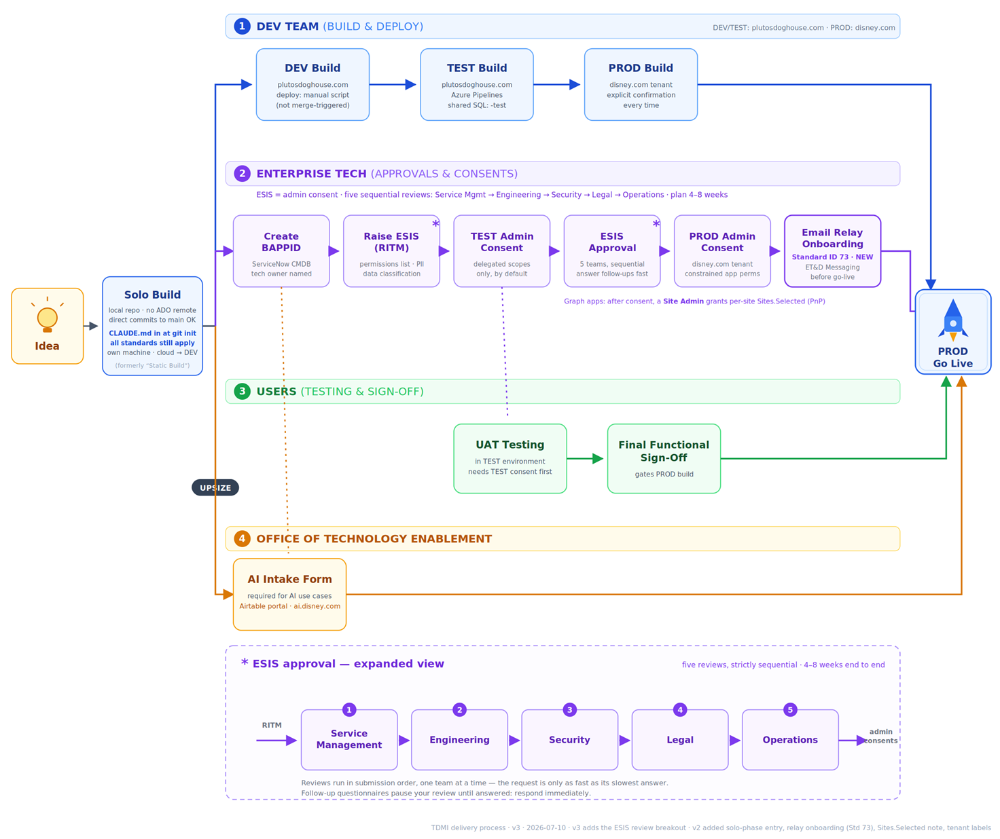 1 DEV TEAM (BUILD & DEPLOY)
DEV/TEST: plutosdoghouse.com · PROD: disney.com
DEV Build
plutosdoghouse.com
deploy: manual script
(not merge-triggered)
TEST Build
plutosdoghouse.com
Azure Pipelines
shared SQL: -test
PROD Build
disney.com tenant
explicit confirmation
every time
2 ENTERPRISE TECH (APPROVALS & CONSENTS)
ESIS = admin consent · five sequential reviews: Service Mgmt → Engineering → Security → Legal → Operations · plan 4–8 weeks
Create
BAPPID
ServiceNow CMDB
tech owner named
*
Raise ESIS
(RITM)
permissions list · PII
data classification
TEST Admin
Consent
delegated scopes
only, by default
*
ESIS
Approval
5 teams, sequential
answer follow-ups fast
PROD Admin
Consent
disney.com tenant
constrained app perms
Email Relay
Onboarding
Standard ID 73 · NEW
ET&D Messaging
before go-live
Graph apps: after consent, a Site Admin grants per-site Sites.Selected (PnP)
Idea
Solo Build
local repo · no ADO remote
direct commits to main OK
CLAUDE.md in at git init
all standards still apply
own machine · cloud → DEV
(formerly “Static Build”)
PROD
Go Live
3 USERS (TESTING & SIGN-OFF)
UAT Testing
in TEST environment
needs TEST consent first
Final Functional
Sign-Off
gates PROD build
UPSIZE
4 OFFICE OF TECHNOLOGY ENABLEMENT
AI Intake Form
required for AI use cases
Airtable portal · ai.disney.com
* ESIS approval — expanded view
five reviews, strictly sequential · 4–8 weeks end to end
RITM
1
Service
Management
2
Engineering
3
Security
4
Legal
5
Operations
admin
consents
Reviews run in submission order, one team at a time — the request is only as fast as its slowest answer.
Follow-up questionnaires pause your review until answered: respond immediately.
TDMI delivery process · v3 · 2026-07-10 · v3 adds the ESIS review breakout · v2 added solo-phase entry, relay onboarding (Std 73), Sites.Selected note, tenant labels